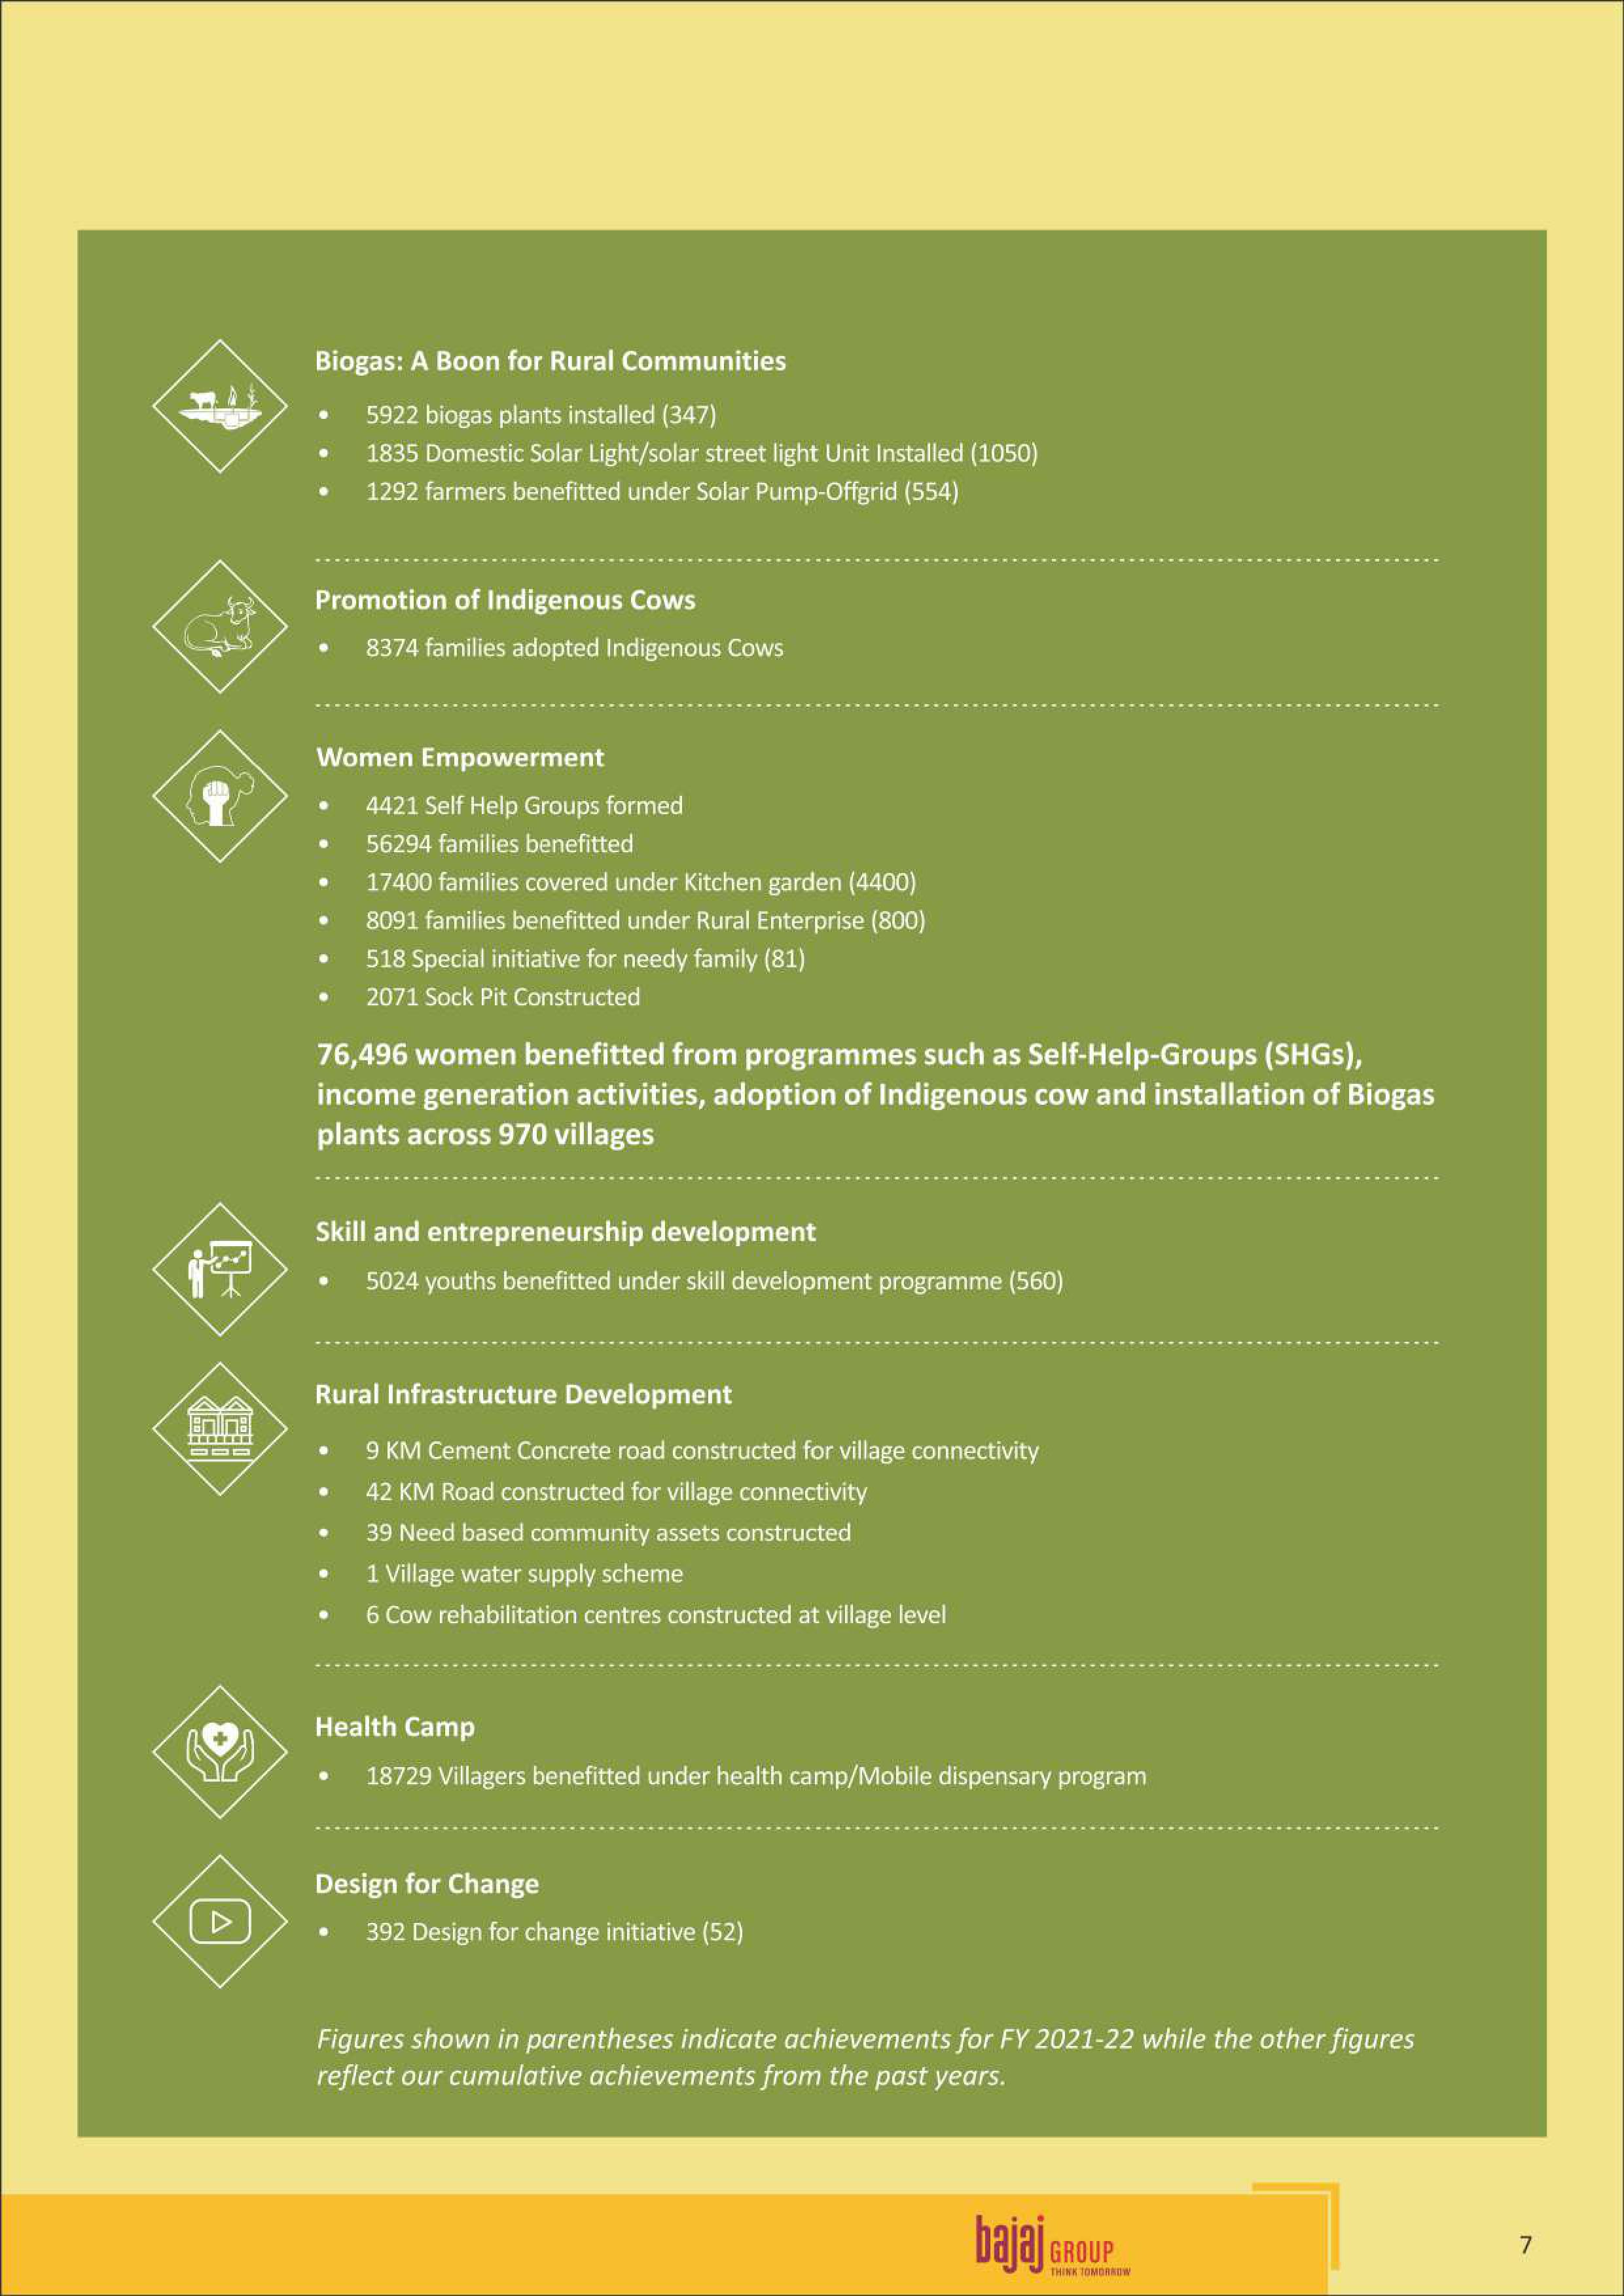 Biogas: A Boon for Rural Communities
• 5922 biogas plants installed (347)
• 1835 Domestic Solar Light/solar street light Unit Installed (1050)
• 1292 farmers benefitted under Solar Pump-Offgrid (554)
Promotion of Indigenous Cows
• 8374 families adopted Indigenous Cows
Women Empowerment
• 4421 Self Help Groups formed
• 56294 families benefitted
• 17400 families covered under Kitchen garden (4400)
• 8091 families benefitted under Rural Enterprise (800)
• 518 Special initiative for needy family (81)
• 2071 Sock Pit Constructed
76,496 women benefitted from programmes such as Self-Help-Groups (SHGs),
income generation activities, adoption of Indigenous cow and installation of Biogas
plants across 970 villages
Skill and entrepreneurship development
• 5024 youths benefitted under skill development programme (560)
Rural Infrastructure Development
• 9 KM Cement Concrete road constructed for village connectivity
• 42 KM Road constructed for village connectivity
• 39 Need based community assets constructed
• 1 Village water supply scheme
• 6 Cow rehabilitation centres constructed at village level
Health Camp
• 18729 Villagers benefitted under health camp/Mobile dispensary program
Design for Change
• 392 Design for change initiative (52)
Figures shown in parentheses indicate achievements for FY 2021-22 while the other figures
reflect our cumulative achievements from the past years.
bajaj GROUP
THINK TOMORROW
7